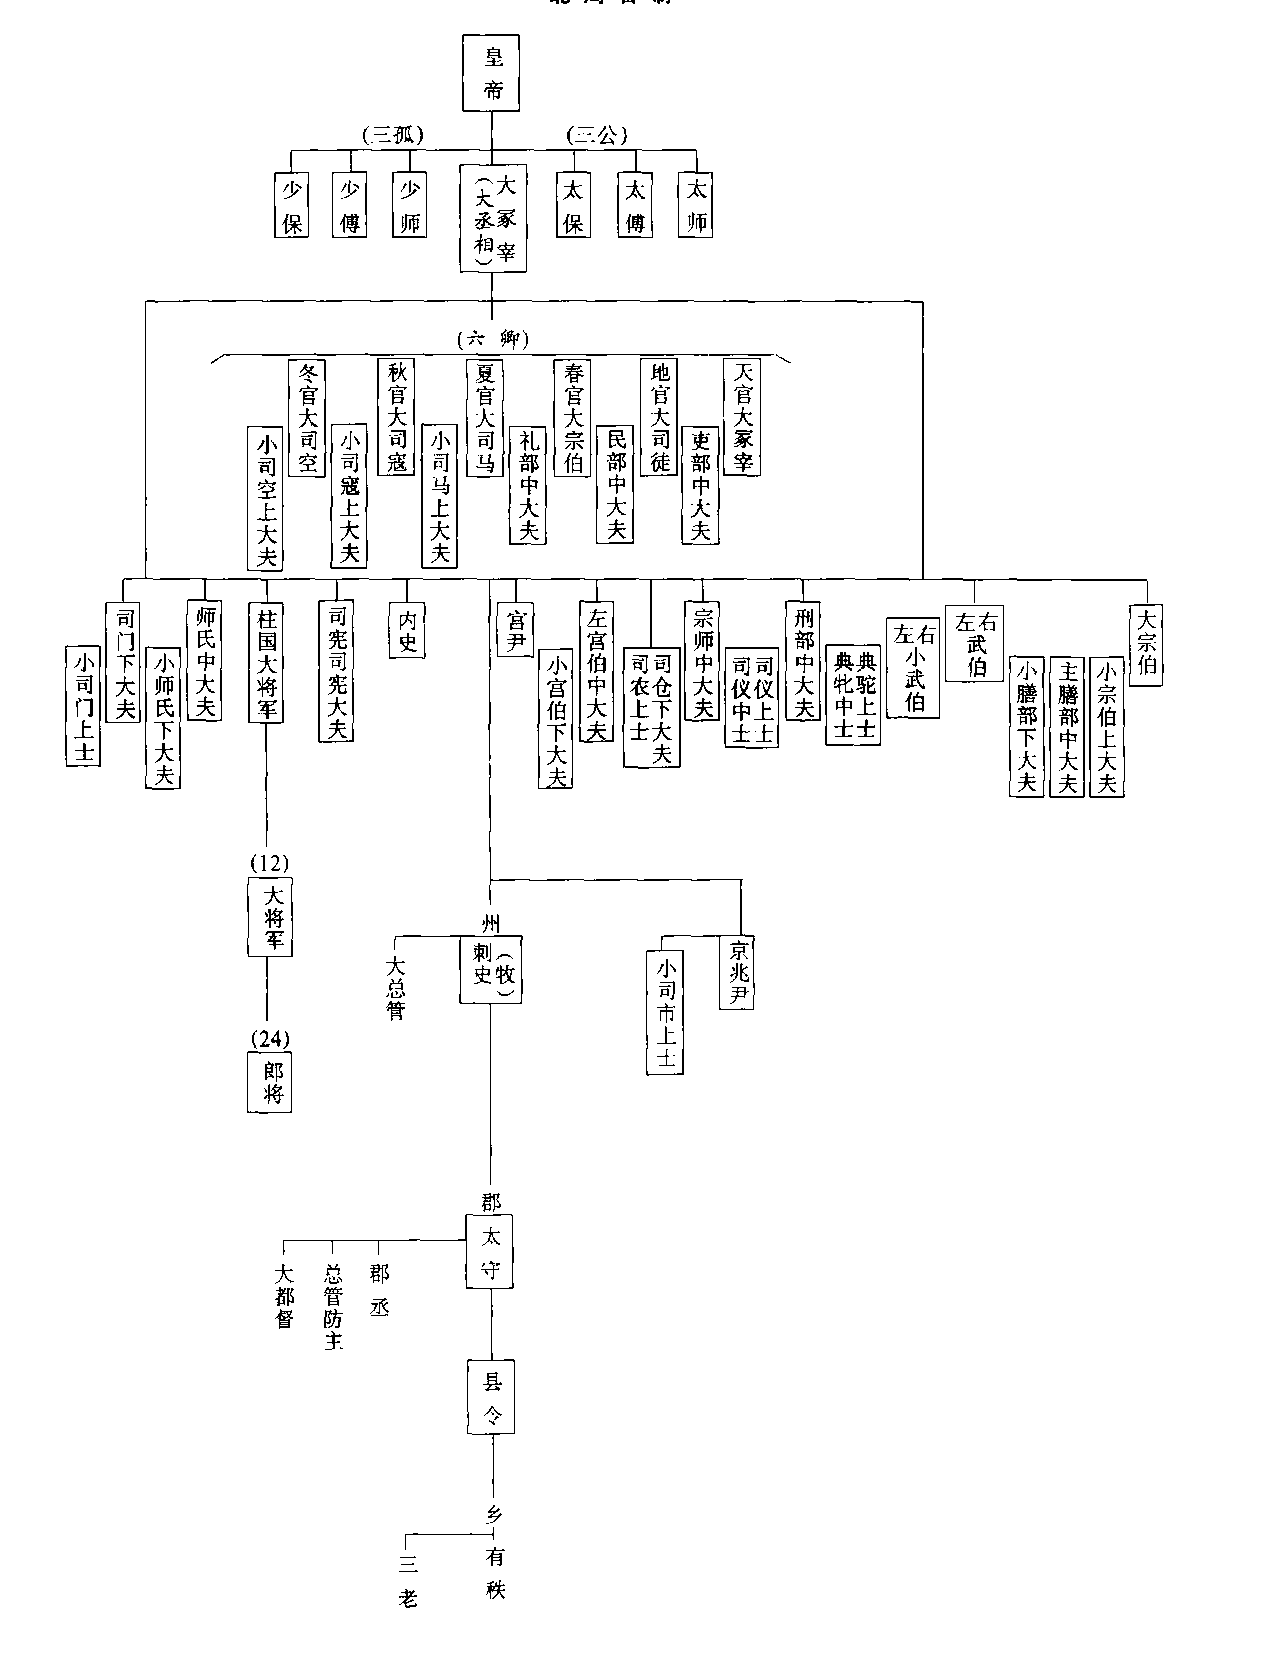 皇帝
(三孤)
(三公)
少保
少傅
少师
大冢宰
(大丞相)
太保
太傅
太师
(六卿)
冬官大司空
小司空上大夫
秋官大司寇
小司寇上大夫
夏官大司马
小司马上大夫
春官大宗伯
礼部中大夫
地官大司徒
民部中大夫
天官大冢宰
吏部中大夫
司门下大夫
小司门上士
师氏中大夫
小师氏下大夫
柱国大将军
司宪司宪大夫
内史
宫尹
左宫伯中大夫
小宫伯下大夫
司仓下大夫
司农上士
宗师中大夫
司仪上士
司仪中士
刑部中大夫
典驼上士
典牝中士
左右小武伯
左右武伯
大宗伯
小宗伯上大夫
主膳部中大夫
小膳部下大夫
(12)
大将军
(24)
郎将
州
刺史
(牧)
大总管
京兆尹
小司市上士
郡
太守
郡丞
总管防主
大都督
县令
乡
三老
有秩